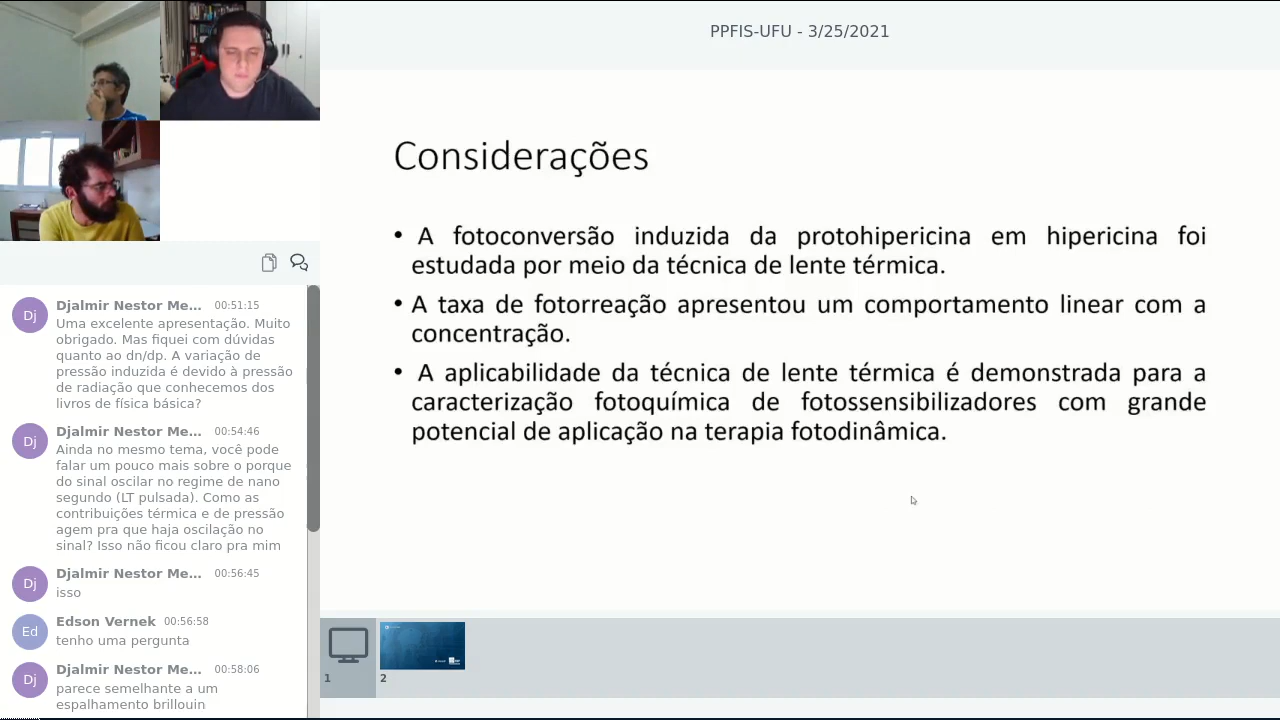 PPFIS-UFU - 3/25/2021
Considerações
• A fotoconversão induzida da protohipericina em hipericina foi
estudada por meio da técnica de lente térmica.
• A taxa de fotorreação apresentou um comportamento linear com a
concentração.
• A aplicabilidade da técnica de lente térmica é demonstrada para a
caracterização fotoquímica de fotossensibilizadores com grande
potencial de aplicação na terapia fotodinâmica.
Dj
Djalmir Nestor Me... 00:51:15
Uma excelente apresentação. Muito
obrigado. Mas fiquei com dúvidas
quanto ao dn/dp. A variação de
pressão induzida é devido à pressão
de radiação que conhecemos dos
livros de física básica?
Dj
Djalmir Nestor Me... 00:54:46
Ainda no mesmo tema, você pode
falar um pouco mais sobre o porque
do sinal oscilar no regime de nano
segundo (LT pulsada). Como as
contribuições térmica e de pressão
agem pra que haja oscilação no
sinal? Isso não ficou claro pra mim
Dj
Djalmir Nestor Me... 00:56:45
isso
Ed
Edson Vernek 00:56:58
tenho uma pergunta
Dj
Djalmir Nestor Me... 00:58:06
parece semelhante a um
espalhamento brillouin
1
2